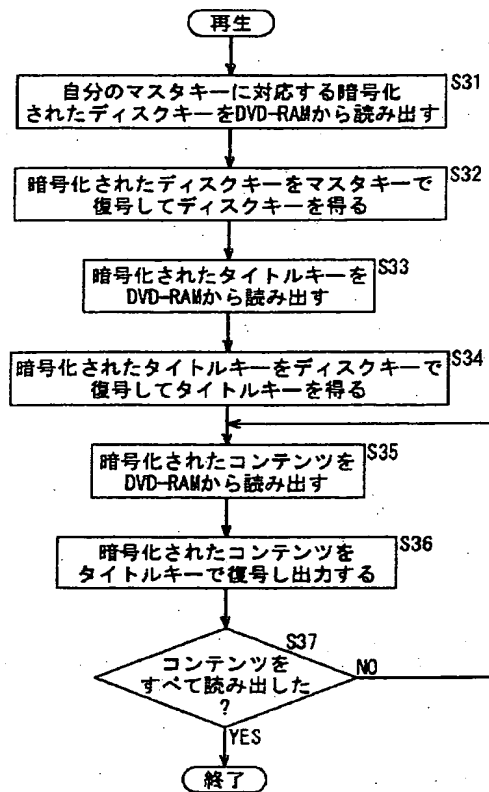 再生
S31
自分のマスタキーに対応する暗号化
されたディスクキーをDVD-RAMから読み出す
S32
暗号化されたディスクキーをマスタキーで
復号してディスクキーを得る
S33
暗号化されたタイトルキーを
DVD-RAMから読み出す
S34
暗号化されたタイトルキーをディスクキーで
復号してタイトルキーを得る
S35
暗号化されたコンテンツを
DVD-RAMから読み出す
S36
暗号化されたコンテンツを
タイトルキーで復号し出力する
S37
コンテンツを
すべて読み出した
?
NO
YES
終了